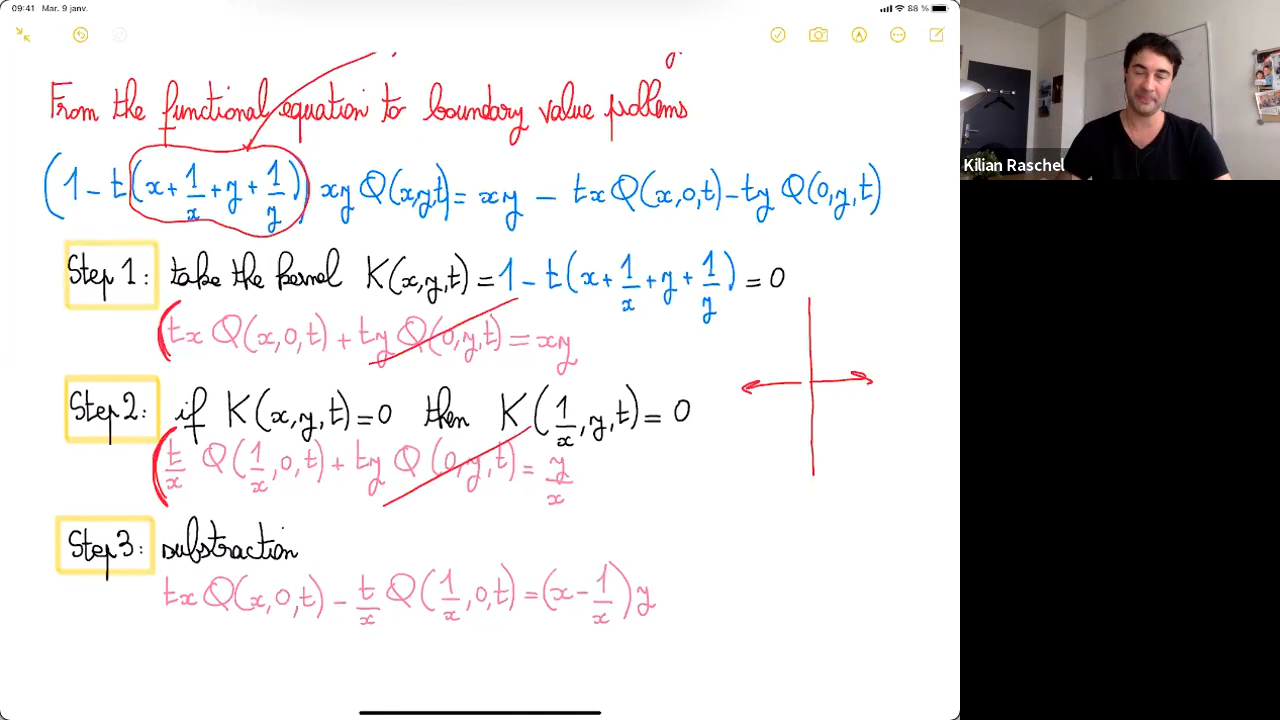 09:41 Mar. 9 janv.
88 %
From the functional equation to boundary value poblems
(1 - t(x + 1/x + y + 1/y)) xy Q(x,y,t) = xy - tx Q(x,0,t) - ty Q(0,y,t)
Step 1: take the kernel K(x,y,t) = 1 - t(x + 1/x + y + 1/y) = 0
tx Q(x,0,t) + ty Q(0,y,t) = xy
Step 2: if K(x,y,t) = 0 then K(1/x, y, t) = 0
t/x Q(1/x, 0, t) + ty Q(0,y,t) = y/x
Step 3: substraction
tx Q(x,0,t) - t/x Q(1/x, 0, t) = (x - 1/x) y
Kilian Raschel